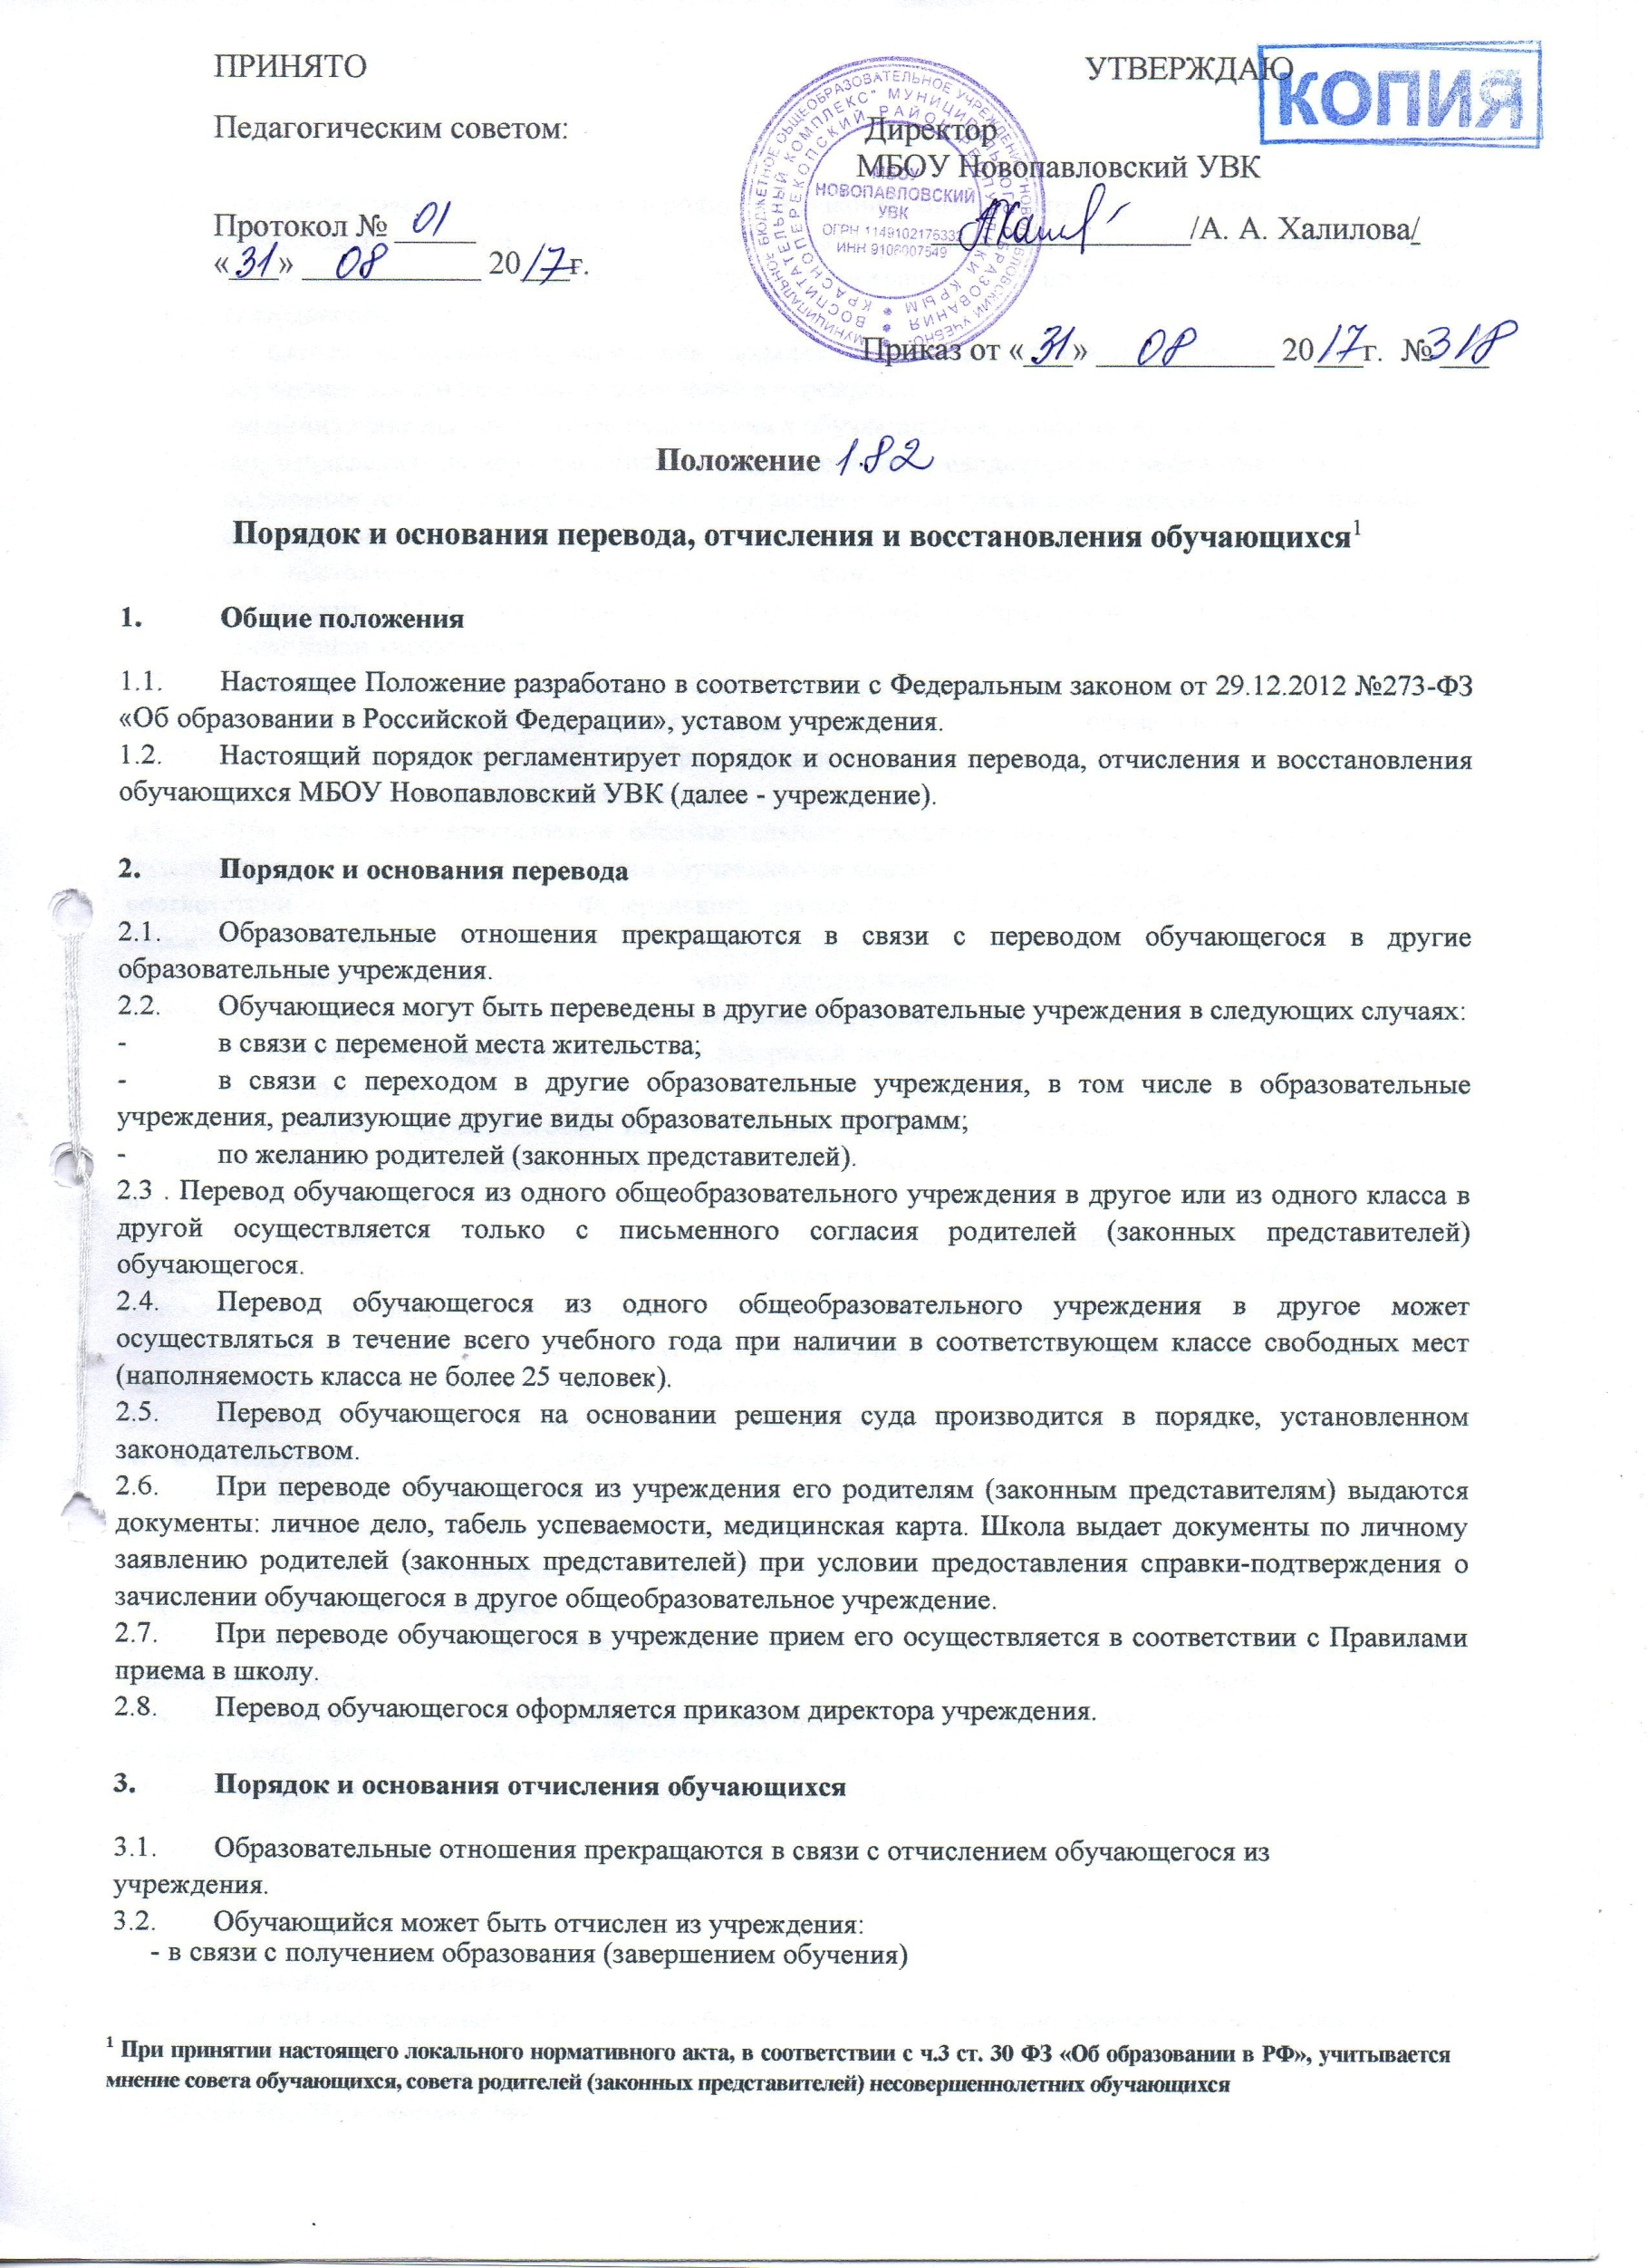 ПРИНЯТО
УТВЕРЖДАЮ
КОПИЯ
Педагогическим советом:
Директор
МБОУ Новопавловский УВК
МБОУ
НОВОПАВЛОВСКИЙ
УВК
ИНН 9106007549
Протокол № 01
/А. А. Халилова/
«31» 08 2017г.
Приказ от «31» 08 2017г. №318
Положение 1.82
Порядок и основания перевода, отчисления и восстановления обучающихся1
1. Общие положения
1.1. Настоящее Положение разработано в соответствии с Федеральным законом от 29.12.2012 №273-ФЗ
«Об образовании в Российской Федерации», уставом учреждения.
1.2. Настоящий порядок регламентирует порядок и основания перевода, отчисления и восстановления
обучающихся МБОУ Новопавловский УВК (далее - учреждение).
2. Порядок и основания перевода
2.1. Образовательные отношения прекращаются в связи с переводом обучающегося в другие
образовательные учреждения.
2.2. Обучающиеся могут быть переведены в другие образовательные учреждения в следующих случаях:
- в связи с переменой места жительства;
- в связи с переходом в другие образовательные учреждения, в том числе в образовательные
учреждения, реализующие другие виды образовательных программ;
- по желанию родителей (законных представителей).
2.3 . Перевод обучающегося из одного общеобразовательного учреждения в другое или из одного класса в
другой осуществляется только с письменного согласия родителей (законных представителей)
обучающегося.
2.4. Перевод обучающегося из одного общеобразовательного учреждения в другое может
осуществляться в течение всего учебного года при наличии в соответствующем классе свободных мест
(наполняемость класса не более 25 человек).
2.5. Перевод обучающегося на основании решения суда производится в порядке, установленном
законодательством.
2.6. При переводе обучающегося из учреждения его родителям (законным представителям) выдаются
документы: личное дело, табель успеваемости, медицинская карта. Школа выдает документы по личному
заявлению родителей (законных представителей) при условии предоставления справки-подтверждения о
зачислении обучающегося в другое общеобразовательное учреждение.
2.7. При переводе обучающегося в учреждение прием его осуществляется в соответствии с Правилами
приема в школу.
2.8. Перевод обучающегося оформляется приказом директора учреждения.
3. Порядок и основания отчисления обучающихся
3.1. Образовательные отношения прекращаются в связи с отчислением обучающегося из
учреждения.
3.2. Обучающийся может быть отчислен из учреждения:
- в связи с получением образования (завершением обучения)
1 При принятии настоящего локального нормативного акта, в соответствии с ч.3 ст. 30 ФЗ «Об образовании в РФ», учитывается
мнение совета обучающихся, совета родителей (законных представителей) несовершеннолетних обучающихся